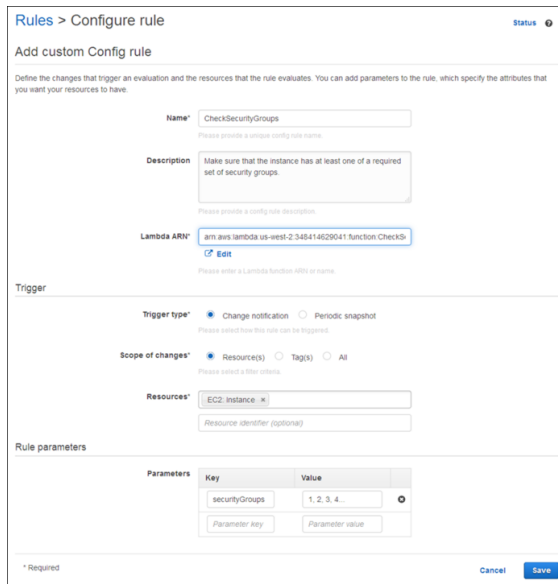 Rules > Configure rule
Status
Add custom Config rule
Define the changes that trigger an evaluation and the resources that the rule evaluates. You can add parameters to the rule, which specify the attributes that
you want your resources to have.
Name*
CheckSecurityGroups
Please provide a unique config rule name.
Description
Make sure that the instance has at least one of a required
set of security groups.
Please provide a config rule description.
Lambda ARN*
arn:aws:lambda:us-west-2:348414629041:function:CheckS
Edit
Please enter a Lambda function ARN or name.
Trigger
Trigger type*
Change notification
Periodic snapshot
Please select how this rule can be triggered.
Scope of changes*
Resource(s)
Tag(s)
All
Please select a filter criteria.
Resources*
EC2: Instance ×
Resource identifier (optional)
Rule parameters
Parameters
Key
Value
securityGroups
1, 2, 3, 4...
Parameter key
Parameter value
* Required
Cancel
Save